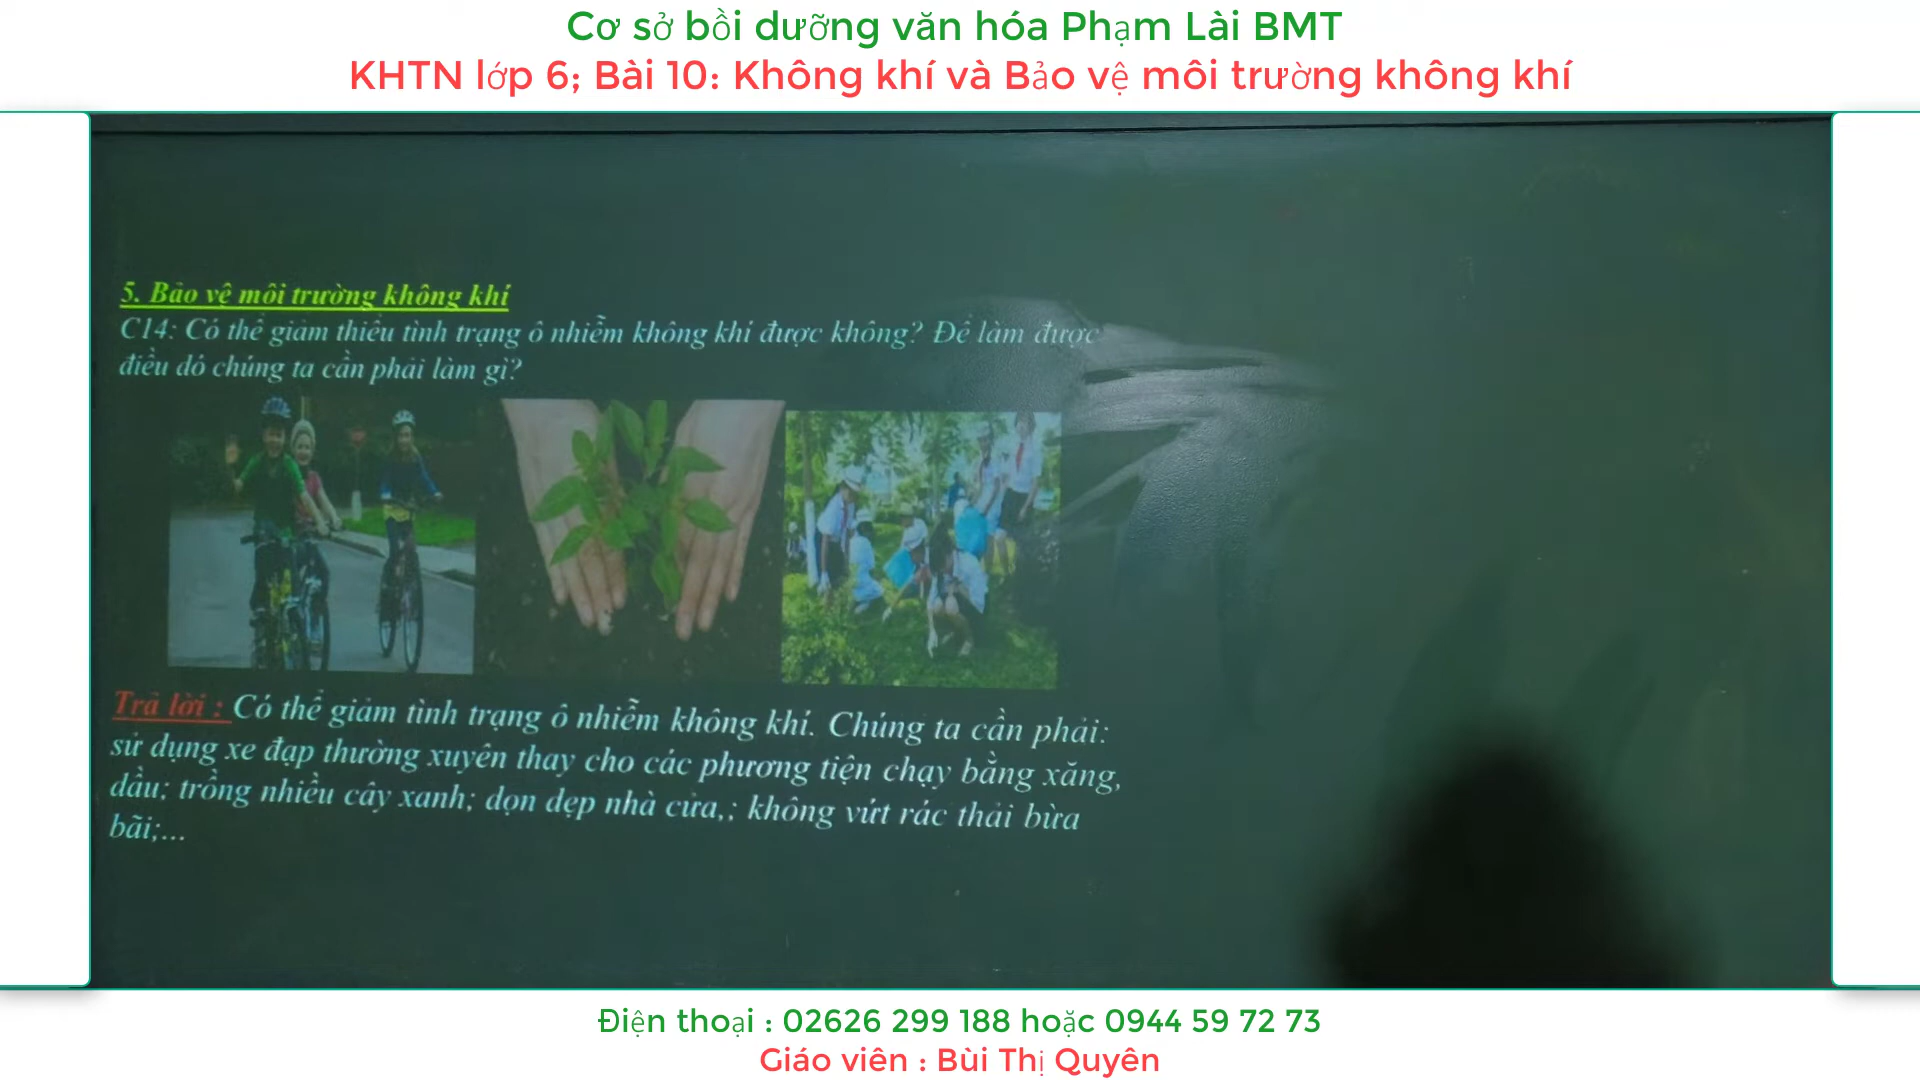 Cơ sở bồi dưỡng văn hóa Phạm Lài BMT
KHTN lớp 6; Bài 10: Không khí và Bảo vệ môi trường không khí
5. Bảo vệ môi trường không khí
C14: Có thể giảm thiểu tình trạng ô nhiễm không khí được không? Để làm được
điều đó chúng ta cần phải làm gì?
Trả lời : Có thể giảm tình trạng ô nhiễm không khí. Chúng ta cần phải:
sử dụng xe đạp thường xuyên thay cho các phương tiện chạy bằng xăng,
dầu; trồng nhiều cây xanh; dọn dẹp nhà cửa,; không vứt rác thải bừa
bãi;...
Điện thoại : 02626 299 188 hoặc 0944 59 72 73
Giáo viên : Bùi Thị Quyên